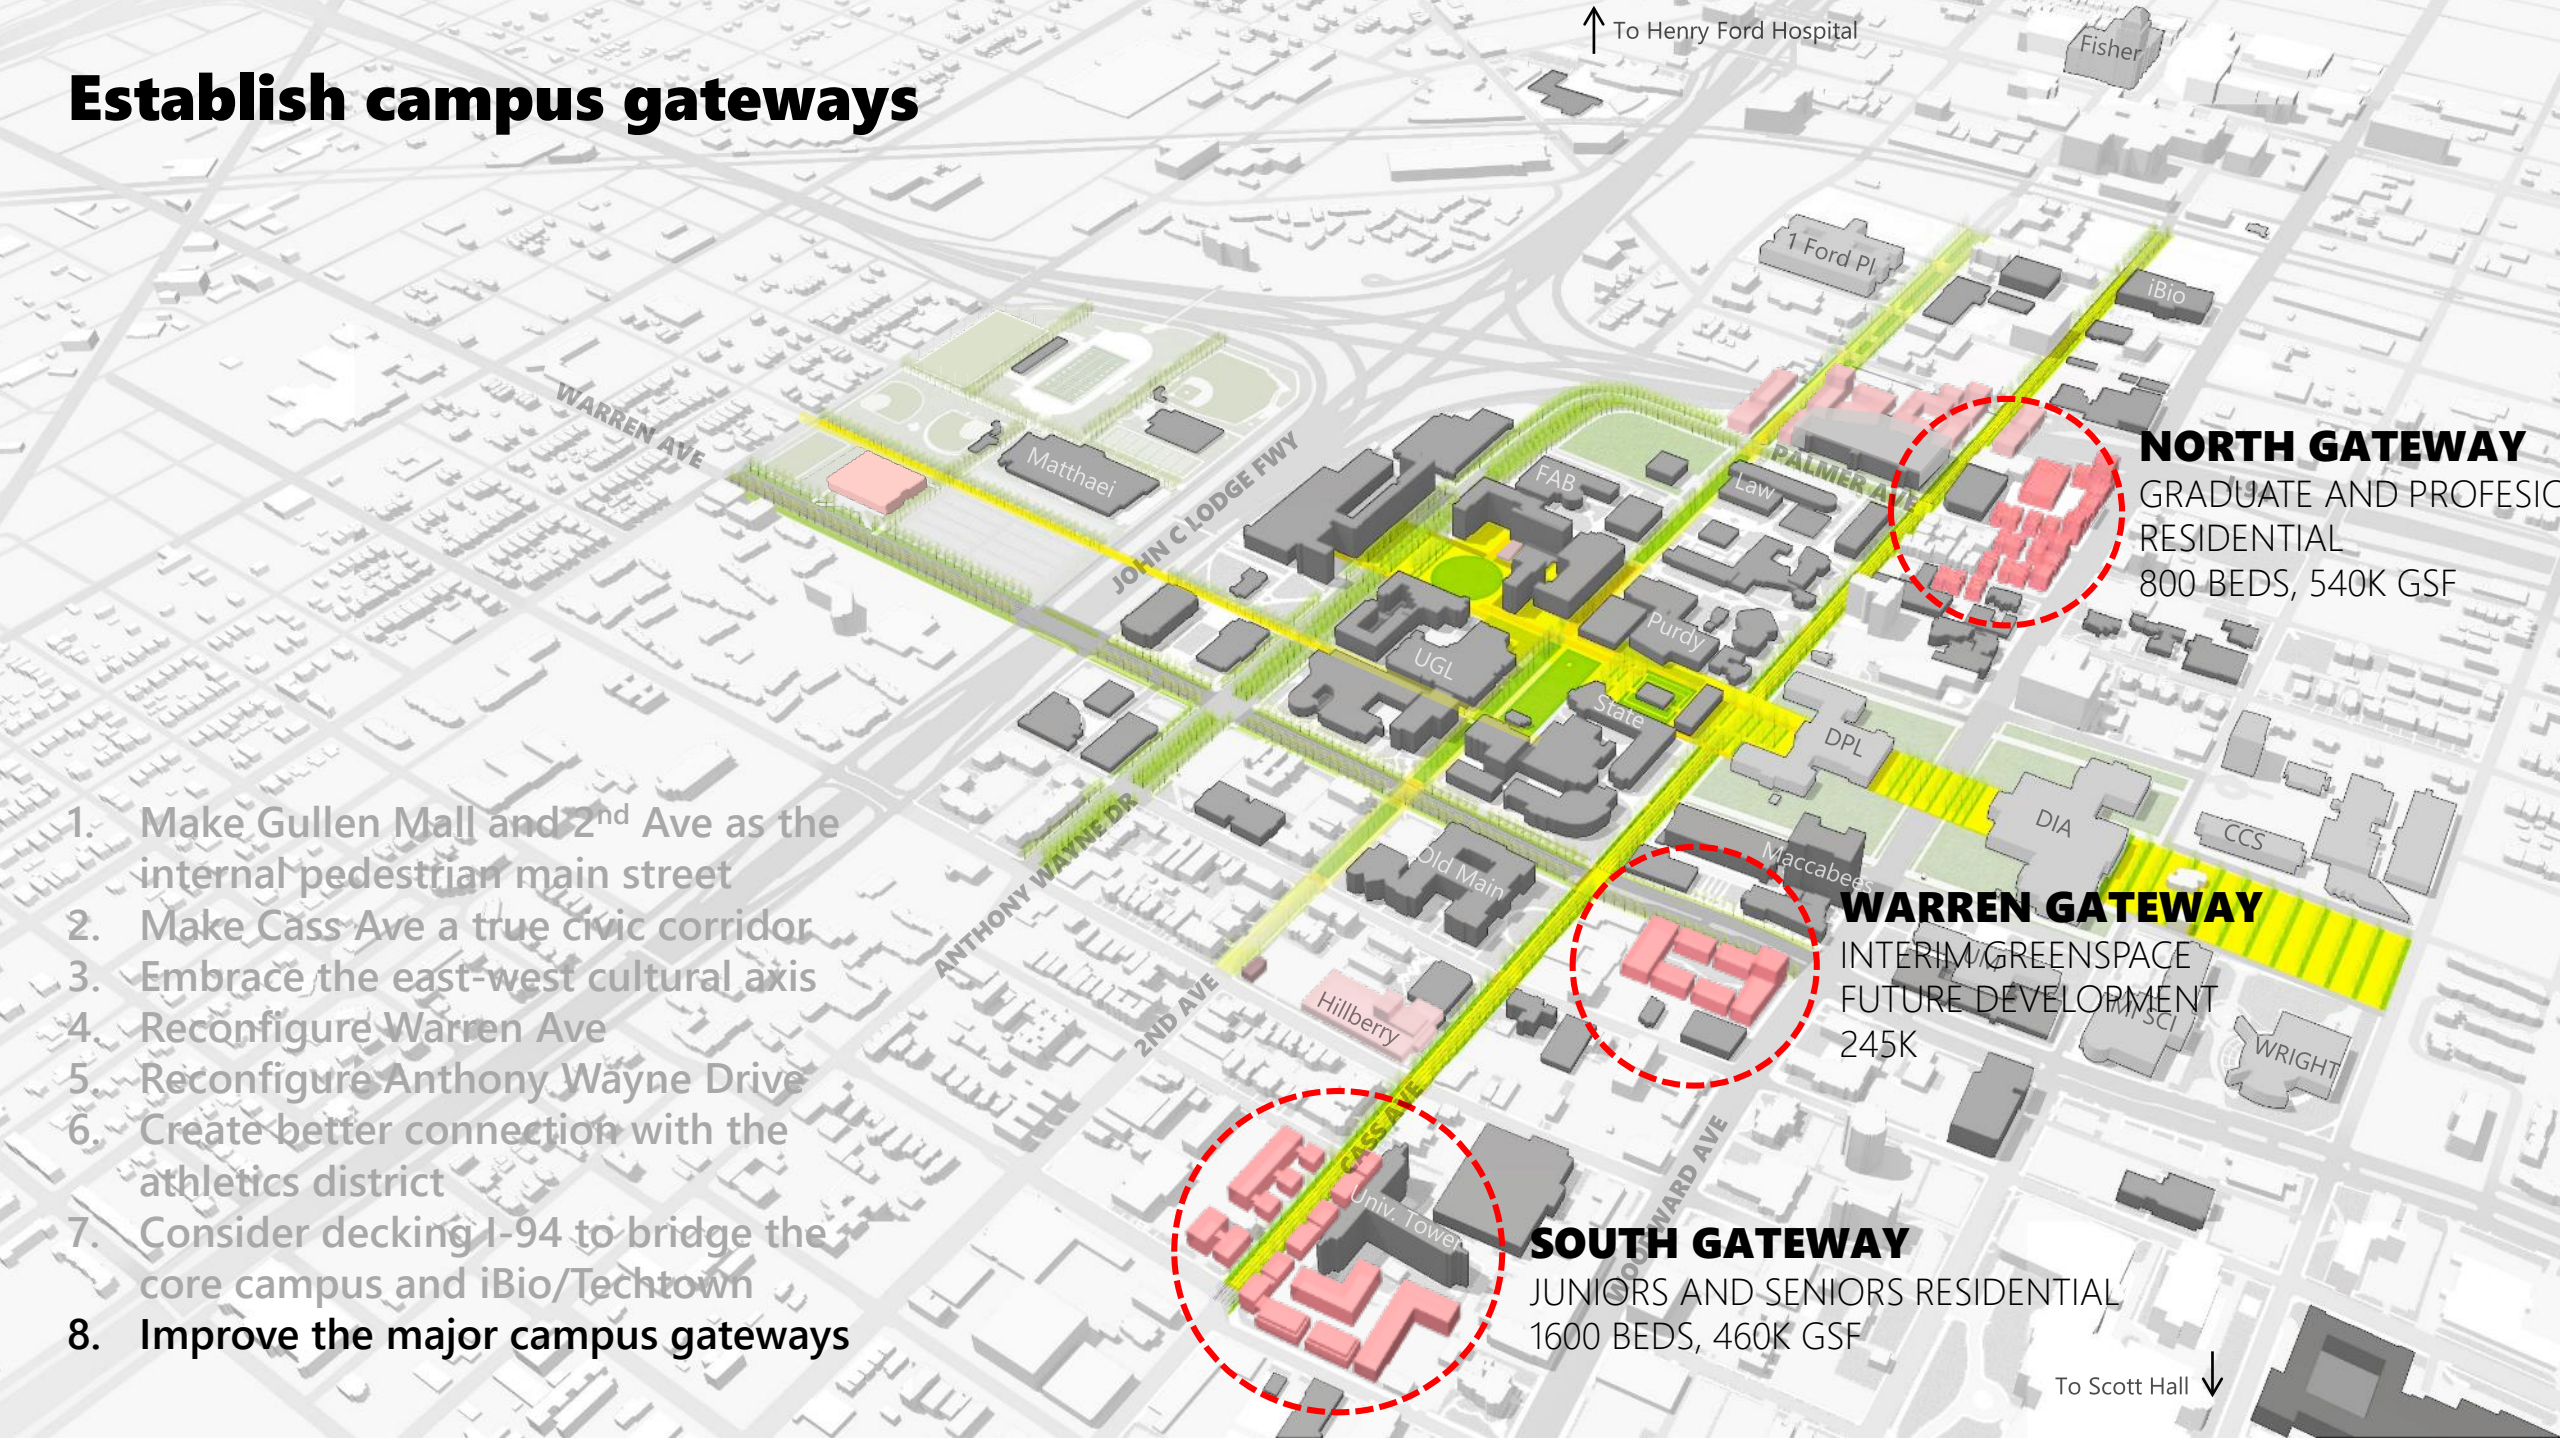 To Henry Ford Hospital
Fisher
Establish campus gateways
1 Ford Pl
iBio
WARREN AVE
Matthaei
JOHN C LODGE FWY
FAB
Law
PALMER AVE
NORTH GATEWAY
GRADUATE AND PROFESIO
RESIDENTIAL
800 BEDS, 540K GSF
UGL
Purdy
State
DPL
DIA
CCS
Old Main
Maccabees
ANTHONY WAYNE DR
2ND AVE
WARREN GATEWAY
INTERIM GREENSPACE
FUTURE DEVELOPMENT
245K
MI SCI
WRIGHT
Hillberry
CASS AVE
Univ. Tower
WOODWARD AVE
SOUTH GATEWAY
JUNIORS AND SENIORS RESIDENTIAL
1600 BEDS, 460K GSF
To Scott Hall
1. Make Gullen Mall and 2nd Ave as the
internal pedestrian main street
2. Make Cass Ave a true civic corridor
3. Embrace the east-west cultural axis
4. Reconfigure Warren Ave
5. Reconfigure Anthony Wayne Drive
6. Create better connection with the
athletics district
7. Consider decking I-94 to bridge the
core campus and iBio/Techtown
8. Improve the major campus gateways